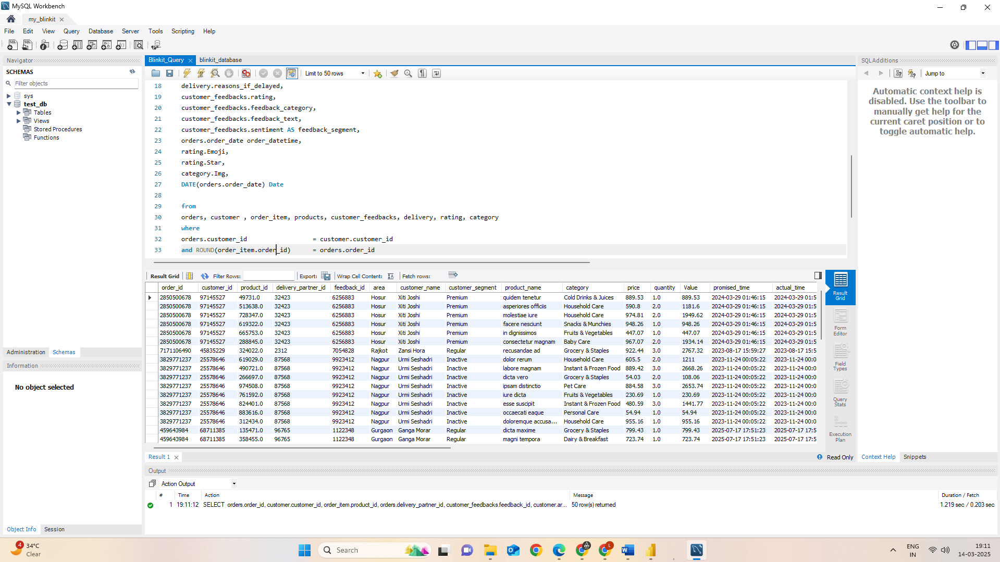 MySQL Workbench
my_blinkit
File Edit View Query Database Server Tools Scripting Help
Navigator
SCHEMAS
Filter objects
sys
test_db
Tables
Views
Stored Procedures
Functions
Administration Schemas
Information
No object selected
Object Info Session
Blinkit_Query blinkit_database
Limit to 50 rows
18 delivery.reasons_if_delayed,
19 customer_feedbacks.rating,
20 customer_feedbacks.feedback_category,
21 customer_feedbacks.feedback_text,
22 customer_feedbacks.sentiment AS feedback_segment,
23 orders.order_date order_datetime,
24 rating.Emoji,
25 rating.Star,
26 category.Img,
27 DATE(orders.order_date) Date
28
29 from
30 orders, customer , order_item, products, customer_feedbacks, delivery, rating, category
31 where
32 orders.customer_id = customer.customer_id
33 and ROUND(order_item.order_id) = orders.order_id
Result Grid Filter Rows: Export: Wrap Cell Content: Fetch rows:
order_id customer_id product_id delivery_partner_id feedback_id area customer_name customer_segment product_name category price quantity Value promised_time actual_time
2850500678 97145527 49731.0 32423 6256883 Hosur Xiti Joshi Premium quidem tenetur Cold Drinks & Juices 889.53 1.0 889.53 2024-03-29 01:46:15 2024-03-29 01:5
2850500678 97145527 513638.0 32423 6256883 Hosur Xiti Joshi Premium asperiores officiis Household Care 590.8 2.0 1181.6 2024-03-29 01:46:15 2024-03-29 01:5
2850500678 97145527 728347.0 32423 6256883 Hosur Xiti Joshi Premium molestiae iure Household Care 974.81 2.0 1949.62 2024-03-29 01:46:15 2024-03-29 01:5
2850500678 97145527 619322.0 32423 6256883 Hosur Xiti Joshi Premium facere nesciunt Snacks & Munchies 948.26 1.0 948.26 2024-03-29 01:46:15 2024-03-29 01:5
2850500678 97145527 665753.0 32423 6256883 Hosur Xiti Joshi Premium in dignissimos Fruits & Vegetables 447.07 1.0 447.07 2024-03-29 01:46:15 2024-03-29 01:5
2850500678 97145527 288845.0 32423 6256883 Hosur Xiti Joshi Premium consectetur magnam Baby Care 967.07 2.0 1934.14 2024-03-29 01:46:15 2024-03-29 01:5
7171106490 45835229 324022.0 2312 7054828 Rajkot Zansi Hora Regular recusandae ad Grocery & Staples 922.44 3.0 2767.32 2023-08-17 15:59:27 2023-08-17 15:5
3829771237 25578646 619029.0 87568 9923412 Nagpur Urmi Seshadri Inactive dolor rerum Household Care 605.5 2.0 1211 2023-11-24 00:05:22 2023-11-24 00:0
3829771237 25578646 490721.0 87568 9923412 Nagpur Urmi Seshadri Inactive labore magnam Instant & Frozen Food 889.42 3.0 2668.26 2023-11-24 00:05:22 2023-11-24 00:0
3829771237 25578646 266697.0 87568 9923412 Nagpur Urmi Seshadri Inactive dicta vero Grocery & Staples 54.03 2.0 108.06 2023-11-24 00:05:22 2023-11-24 00:0
3829771237 25578646 974508.0 87568 9923412 Nagpur Urmi Seshadri Inactive ipsam distinctio Pet Care 884.58 3.0 2653.74 2023-11-24 00:05:22 2023-11-24 00:0
3829771237 25578646 761592.0 87568 9923412 Nagpur Urmi Seshadri Inactive iure dicta Fruits & Vegetables 230.69 1.0 230.69 2023-11-24 00:05:22 2023-11-24 00:0
3829771237 25578646 824401.0 87568 9923412 Nagpur Urmi Seshadri Inactive esse suscipit Instant & Frozen Food 480.59 3.0 1441.77 2023-11-24 00:05:22 2023-11-24 00:0
3829771237 25578646 883616.0 87568 9923412 Nagpur Urmi Seshadri Inactive occaecati eaque Personal Care 54.94 1.0 54.94 2023-11-24 00:05:22 2023-11-24 00:0
3829771237 25578646 312434.0 87568 9923412 Nagpur Urmi Seshadri Inactive doloremque accusa... Household Care 955.16 1.0 955.16 2023-11-24 00:05:22 2023-11-24 00:0
459643984 68711385 135471.0 96765 1122348 Gurgaon Ganga Morar Regular dicta maxime Grocery & Staples 799.43 1.0 799.43 2025-07-17 17:51:23 2025-07-17 17:5
459643984 68711385 358455.0 96765 1122348 Gurgaon Ganga Morar Regular magni tempora Dairy & Breakfast 723.74 1.0 723.74 2025-07-17 17:51:23 2025-07-17 17:5
Result Grid
Form Editor
Field Types
Query Stats
Execution Plan
Result 1 Read Only
Output
Action Output
# Time Action Message Duration / Fetch
1 19:11:12 SELECT orders.order_id, customer.customer_id, order_item.product_id, orders.delivery_partner_id, customer_feedbacks.feedback_id, customer.ar... 50 row(s) returned 1.219 sec / 0.203 sec
SQLAdditions
Jump to
Automatic context help is
disabled. Use the toolbar to
manually get help for the
current caret position or to
toggle automatic help.
Context Help Snippets
4 34°C
Clear
Search
L
ENG
IN
19:11
14-03-2025